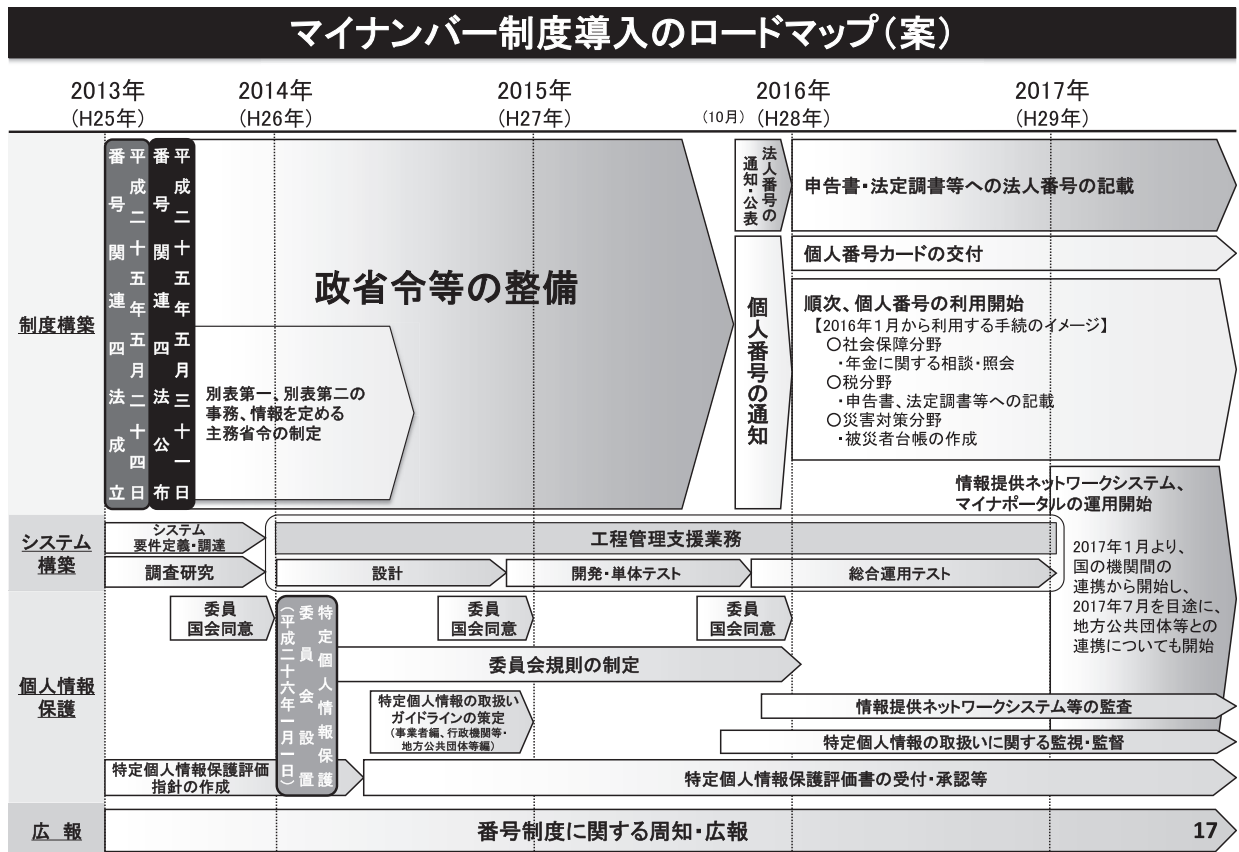 マイナンバー制度導入のロードマップ（案）
2013年
（H25年）
2014年
（H26年）
2015年
（H27年）
（10月）
2016年
（H28年）
2017年
（H29年）
制度構築
平成二十五年五月二十四日
番号関連四法成立
平成二十五年五月三十一日
番号関連四法公布
政省令等の整備
別表第一、別表第二の
事務、情報を定める
主務省令の制定
法人番号の
通知・公表
申告書・法定調書等への法人番号の記載
個人番号の通知
個人番号カードの交付
順次、個人番号の利用開始
【2016年１月から利用する手続のイメージ】
○社会保障分野
・年金に関する相談・照会
○税分野
・申告書、法定調書等への記載
○災害対策分野
・被災者台帳の作成
情報提供ネットワークシステム、
マイナポータルの運用開始
2017年１月より、
国の機関間の
連携から開始し、
2017年７月を目途に、
地方公共団体等との
連携についても開始
システム
構築
システム
要件定義・調達
調査研究
工程管理支援業務
設計
開発・単体テスト
総合運用テスト
個人情報
保護
委員
国会同意
特定個人情報保護
委員会設置
（平成二十六年一月一日）
委員
国会同意
委員
国会同意
委員会規則の制定
特定個人情報の取扱い
ガイドラインの策定
（事業者編、行政機関等・
地方公共団体等編）
情報提供ネットワークシステム等の監査
特定個人情報の取扱いに関する監視・監督
特定個人情報保護評価
指針の作成
特定個人情報保護評価書の受付・承認等
広 報
番号制度に関する周知・広報
17